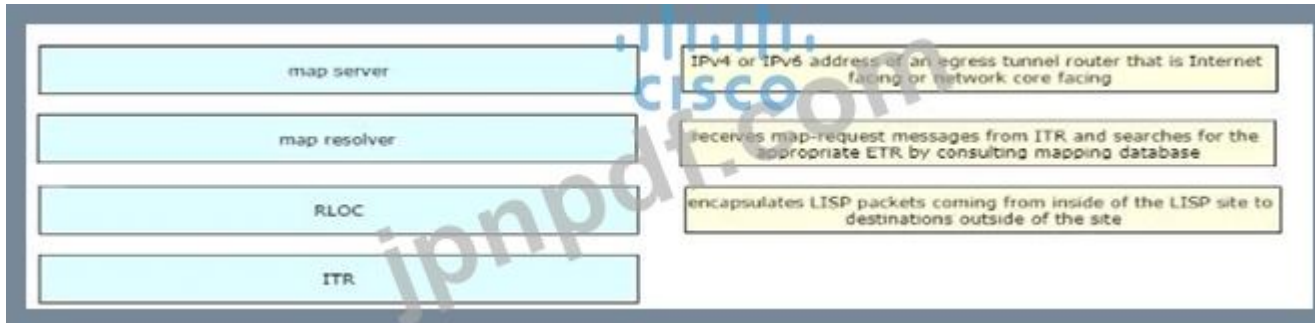 map server
map resolver
RLOC
ITR
IPv4 or IPv6 address of an egress tunnel router that is Internet
facing or network core facing
receives map-request messages from ITR and searches for the
appropriate ETR by consulting mapping database
encapsulates LISP packets coming from inside of the LISP site to
destinations outside of the site
CISCO
jpnpdf.com